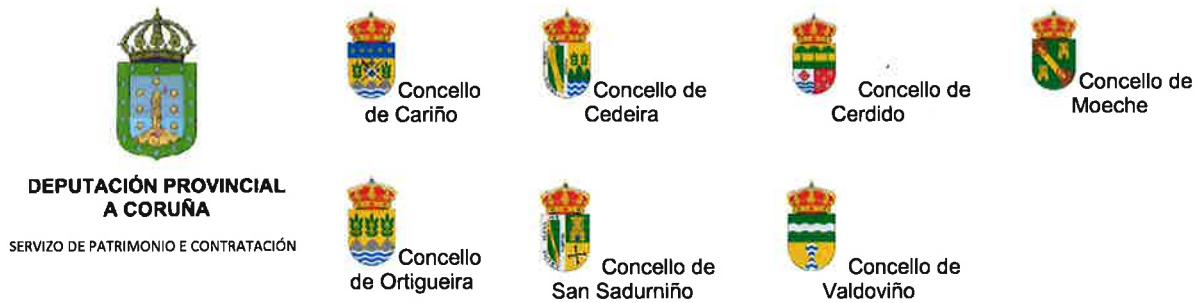 DEPUTACIÓN PROVINCIAL
A CORUÑA
SERVIZO DE PATRIMONIO E CONTRATACIÓN
Concello
de Cariño
Concello de
Cedeira
Concello de
Cerdido
Concello de
Moeche
Concello
de Ortigueira
Concello de
San Sadurniño
Concello de
Valdoviño